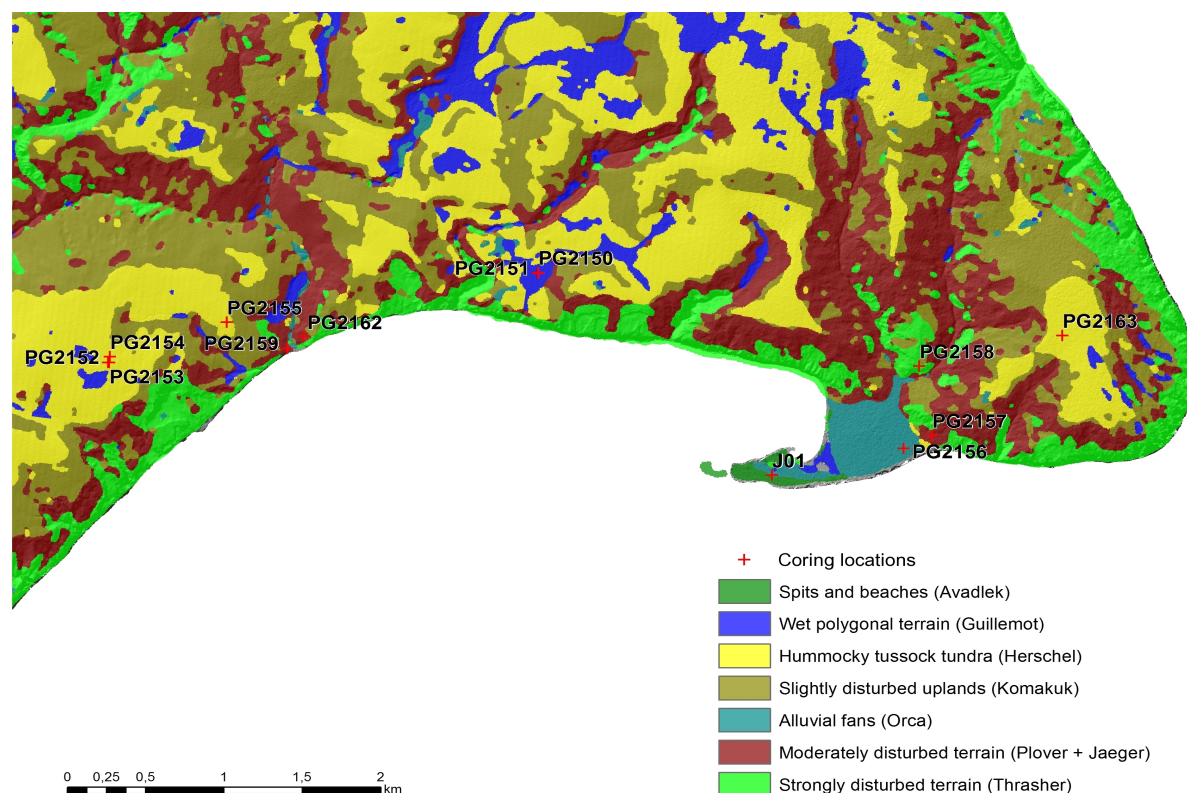 PG2151 PG2150
PG2155
PG2162
PG2159
PG2154
PG2152
PG2153
PG2163
PG2158
PG2157
PG2156
J01
Coring locations
Spits and beaches (Avadlek)
Wet polygonal terrain (Guillemot)
Hummocky tussock tundra (Herschel)
Slightly disturbed uplands (Komakuk)
Alluvial fans (Orca)
Moderately disturbed terrain (Plover + Jaeger)
Strongly disturbed terrain (Thrasher)
0 0,25 0,5 1 1,5 2
km